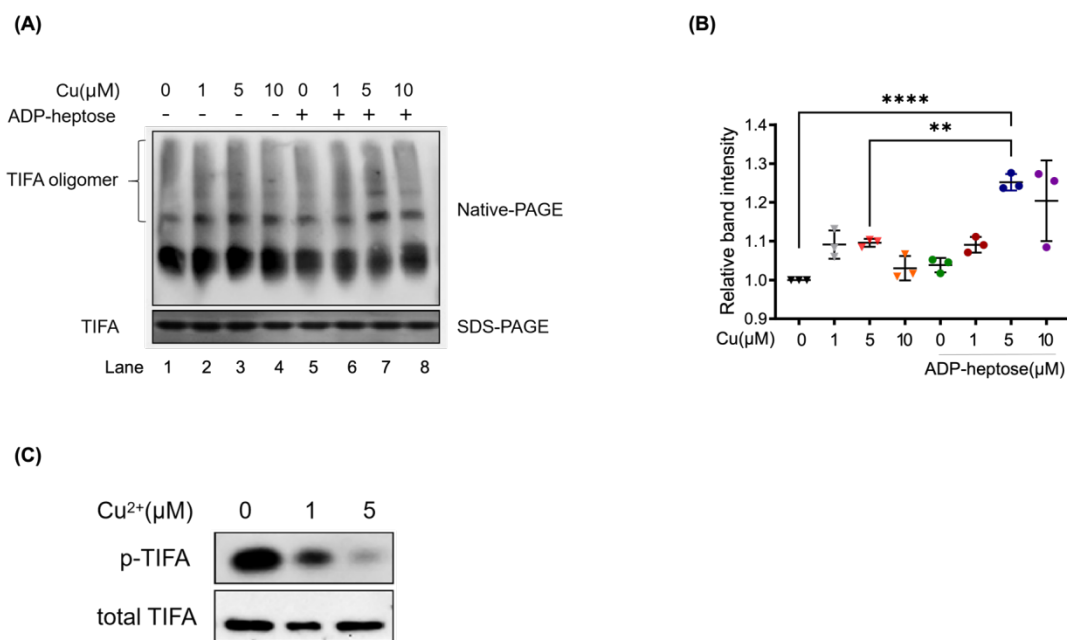 (A)
Cu(μM) 0 1 5 10 0 1 5 10
ADP-heptose - - - - + + + +
TIFA oligomer
Native-PAGE
TIFA
SDS-PAGE
Lane 1 2 3 4 5 6 7 8
(B)
****
**
Relative band intensity
1.4
1.3
1.2
1.1
1.0
0.9
Cu(μM) 0 1 5 10 0 1 5 10
ADP-heptose(μM)
(C)
Cu²⁺(μM) 0 1 5
p-TIFA
total TIFA